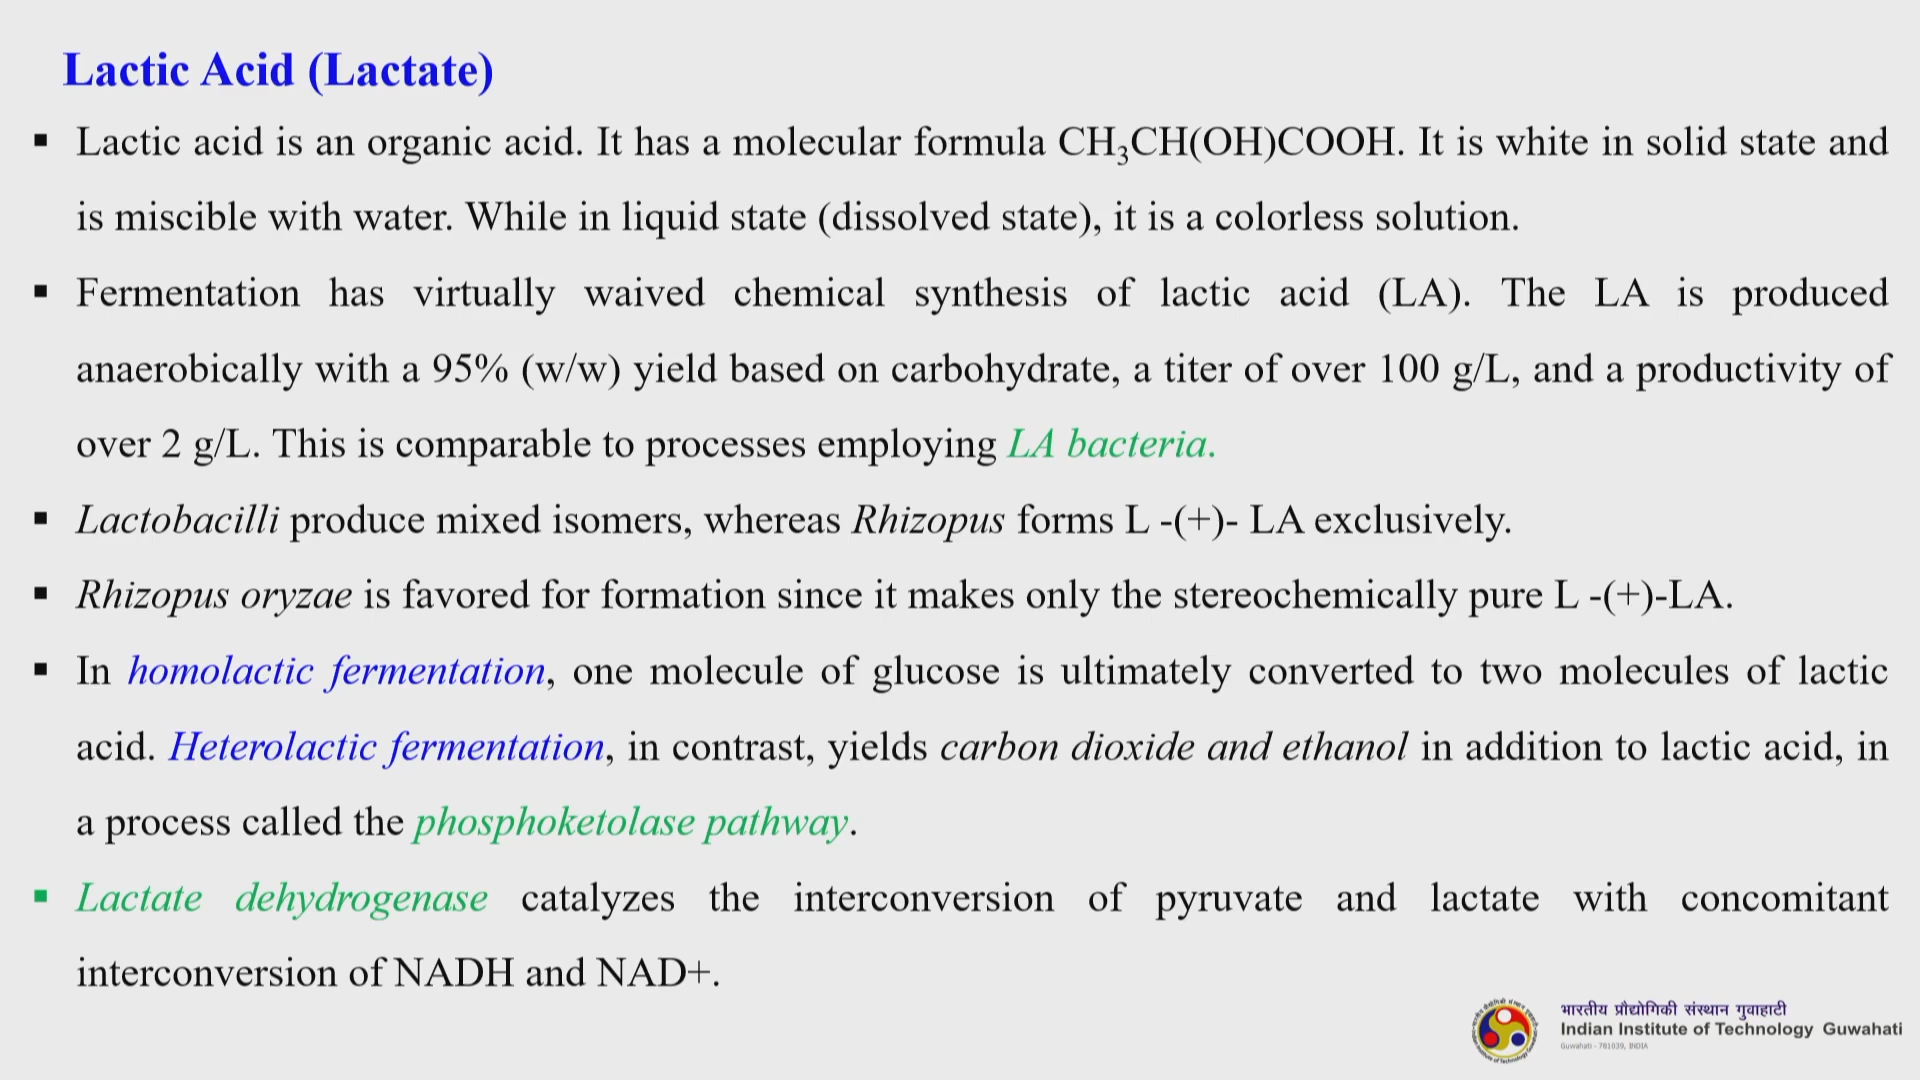 Lactic Acid (Lactate)
▪ Lactic acid is an organic acid. It has a molecular formula CH₃CH(OH)COOH. It is white in solid state and
is miscible with water. While in liquid state (dissolved state), it is a colorless solution.
▪ Fermentation has virtually waived chemical synthesis of lactic acid (LA). The LA is produced
anaerobically with a 95% (w/w) yield based on carbohydrate, a titer of over 100 g/L, and a productivity of
over 2 g/L. This is comparable to processes employing LA bacteria.
▪ Lactobacilli produce mixed isomers, whereas Rhizopus forms L -(+)- LA exclusively.
▪ Rhizopus oryzae is favored for formation since it makes only the stereochemically pure L -(+)-LA.
▪ In homolactic fermentation, one molecule of glucose is ultimately converted to two molecules of lactic
acid. Heterolactic fermentation, in contrast, yields carbon dioxide and ethanol in addition to lactic acid, in
a process called the phosphoketolase pathway.
▪ Lactate dehydrogenase catalyzes the interconversion of pyruvate and lactate with concomitant
interconversion of NADH and NAD+.
भारतीय प्रौद्योगिकी संस्थान गुवाहाटी
Indian Institute of Technology Guwahati
Guwahati - 781039, INDIA